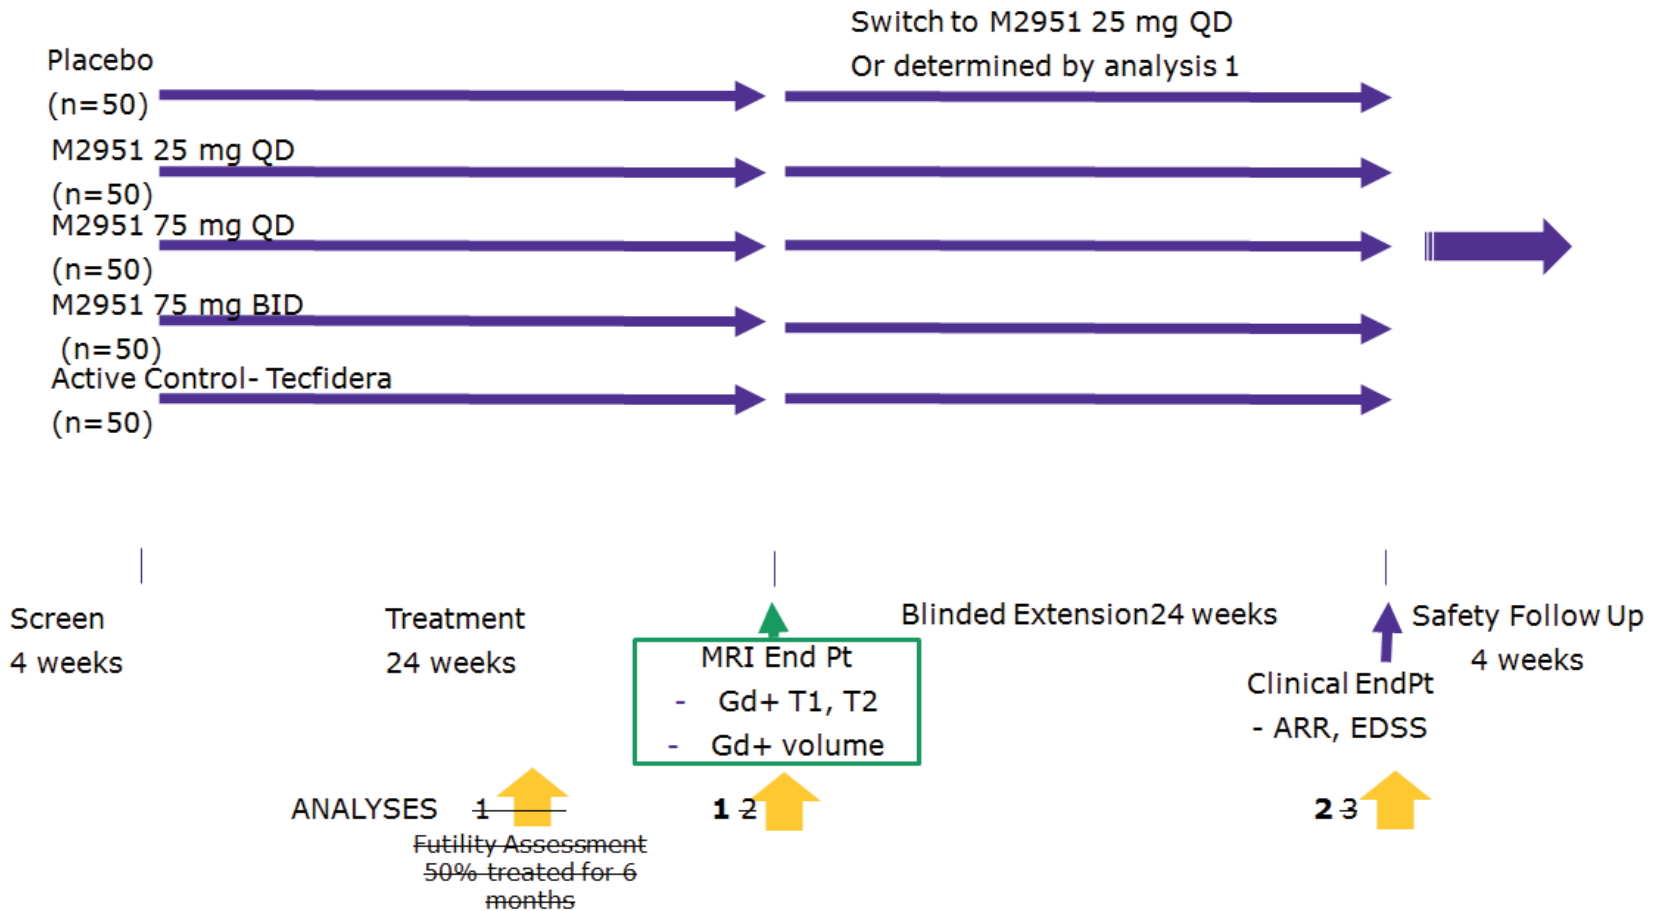 Switch to M2951 25 mg QD
Or determined by analysis 1
Placebo
(n=50)
M2951 25 mg QD
(n=50)
M2951 75 mg QD
(n=50)
M2951 75 mg BID
(n=50)
Active Control- Tecfidera
(n=50)
Screen
4 weeks
Treatment
24 weeks
MRI End Pt
- Gd+ T1, T2
- Gd+ volume
Blinded Extension24 weeks
Clinical EndPt
- ARR, EDSS
Safety Follow Up
4 weeks
ANALYSES 1
1 2
2 3
Futility Assessment
50% treated for 6
months